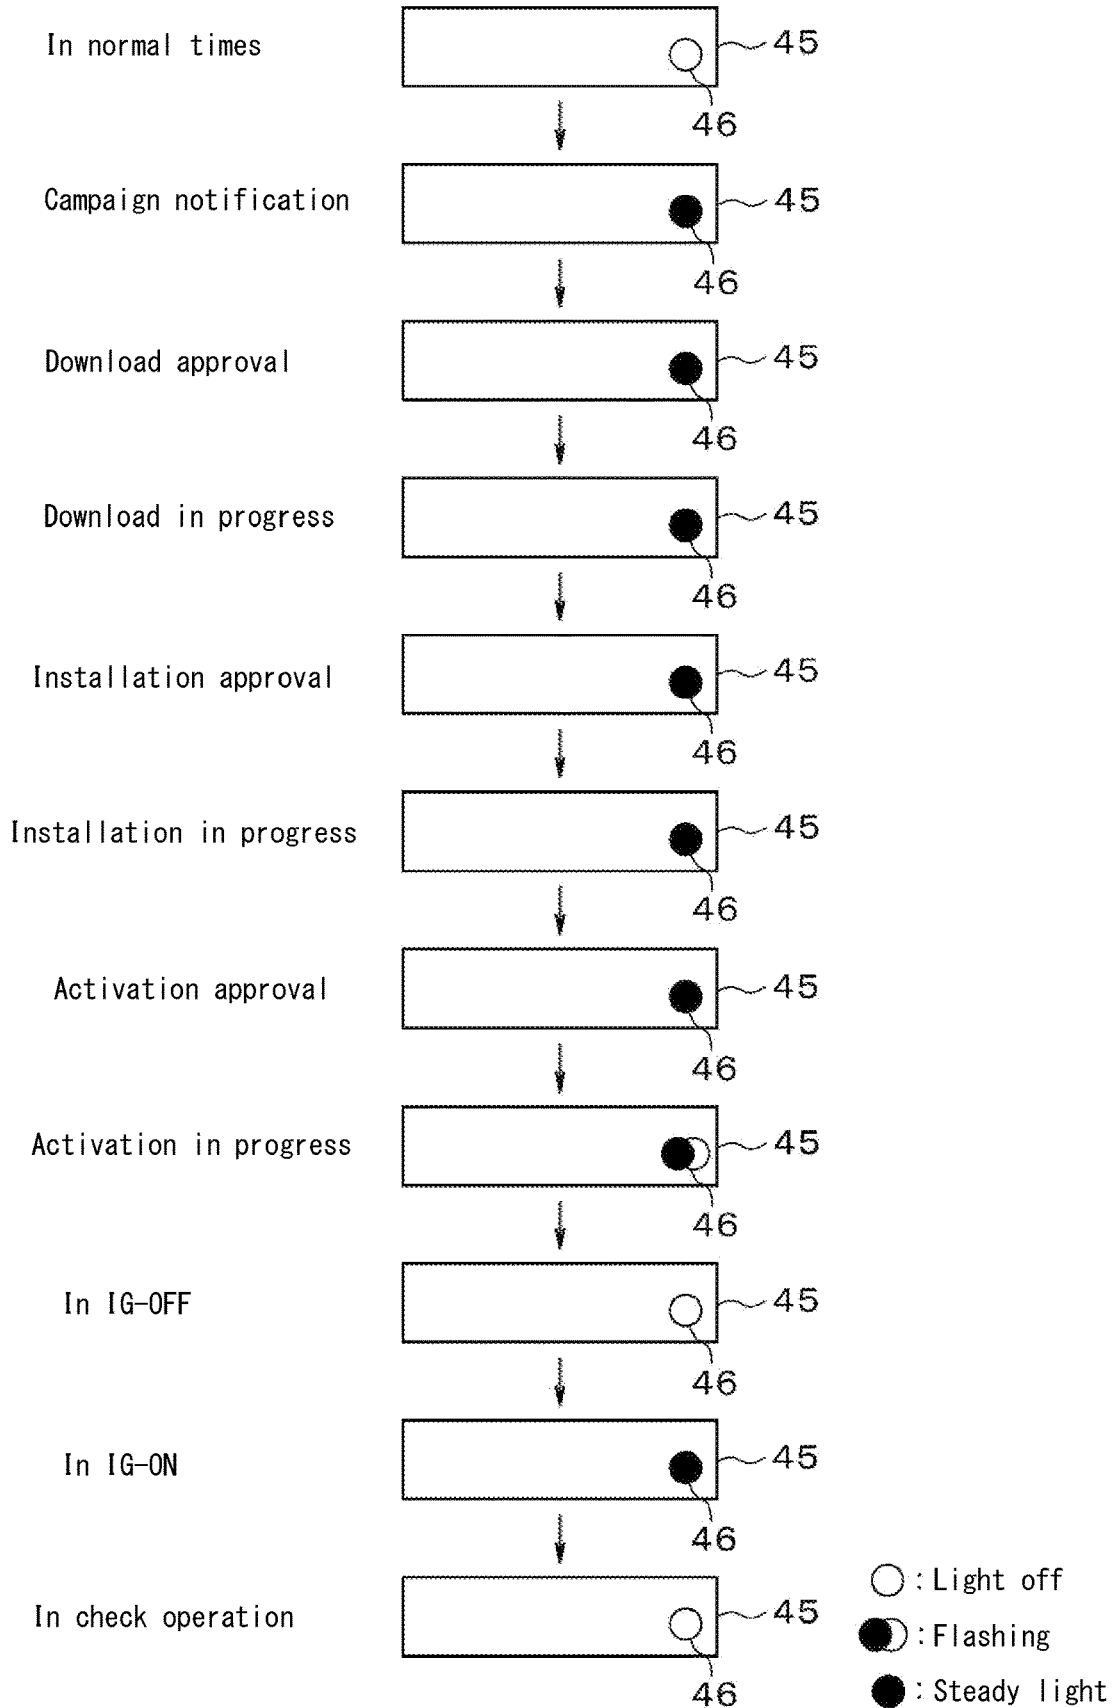 In normal times
45
46
Campaign notification
45
46
Download approval
45
46
Download in progress
45
46
Installation approval
45
46
Installation in progress
45
46
Activation approval
45
46
Activation in progress
45
46
In IG-OFF
45
46
In IG-ON
45
46
In check operation
45
46
: Light off
: Flashing
: Steady light